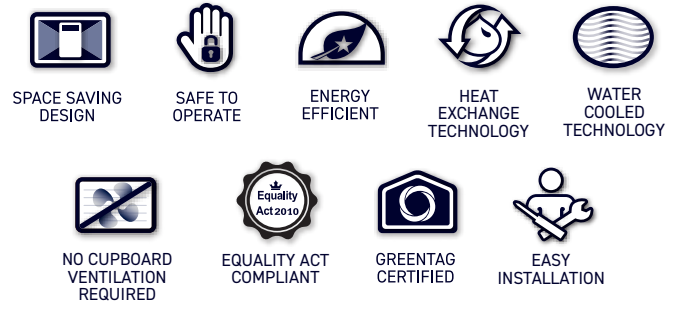 SPACE SAVING
DESIGN
SAFE TO
OPERATE
ENERGY
EFFICIENT
HEAT
EXCHANGE
TECHNOLOGY
WATER
COOLED
TECHNOLOGY
NO CUPBOARD
VENTILATION
REQUIRED
Equality
Act 2010
EQUALITY ACT
COMPLIANT
GREENTAG
CERTIFIED
EASY
INSTALLATION